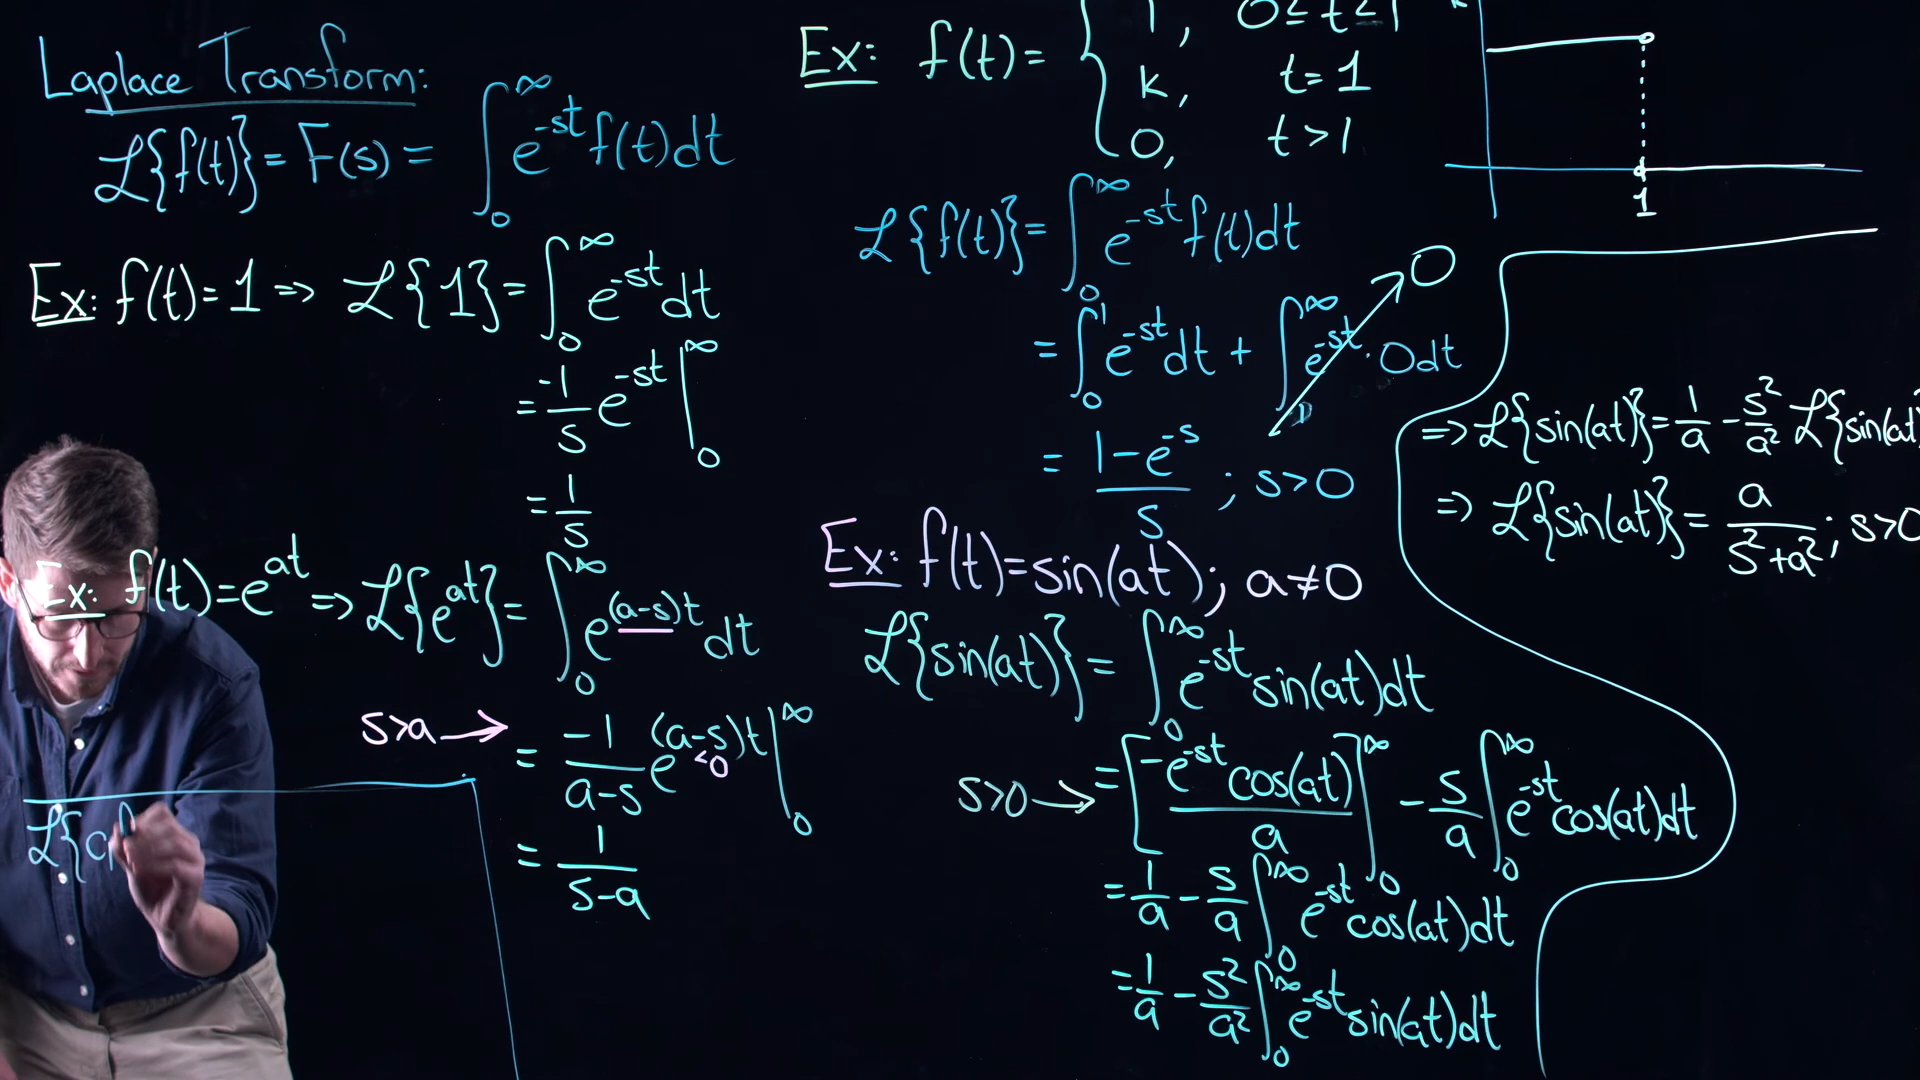 Laplace Transform:
ℒ{f(t)} = F(s) = ∫₀^∞ e^{-st} f(t)dt
Ex: f(t)=1 => ℒ{1} = ∫₀^∞ e^{-st} dt
= -1/s e^{-st} |₀^∞
= 1/s
Ex: f(t)=e^{at} => ℒ{e^{at}} = ∫₀^∞ e^{(a-s)t} dt
s>a → = -1/(a-s) e^{(a-s)t} |₀^∞
<0
= 1/(s-a)
ℒ{a
Ex: f(t) = { 1, 0≤t≤1
k, t=1
0, t>1
1
ℒ{f(t)} = ∫₀^∞ e^{-st} f(t)dt
= ∫₀^1 e^{-st} dt + ∫₁^∞ e^{-st}·0dt → 0
= (1-e^{-s})/s ; s>0
Ex: f(t)=sin(at); a≠0
ℒ{sin(at)} = ∫₀^∞ e^{-st} sin(at)dt
s>0 → = [-e^{-st} cos(at)/a]₀^∞ - s/a ∫₀^∞ e^{-st} cos(at)dt
= 1/a - s/a ∫₀^∞ e^{-st} cos(at)dt
= 1/a - s²/a² ∫₀^∞ e^{-st} sin(at)dt
=> ℒ{sin(at)} = 1/a - s²/a² ℒ{sin(at)
=> ℒ{sin(at)} = a/(s²+a²); s>0